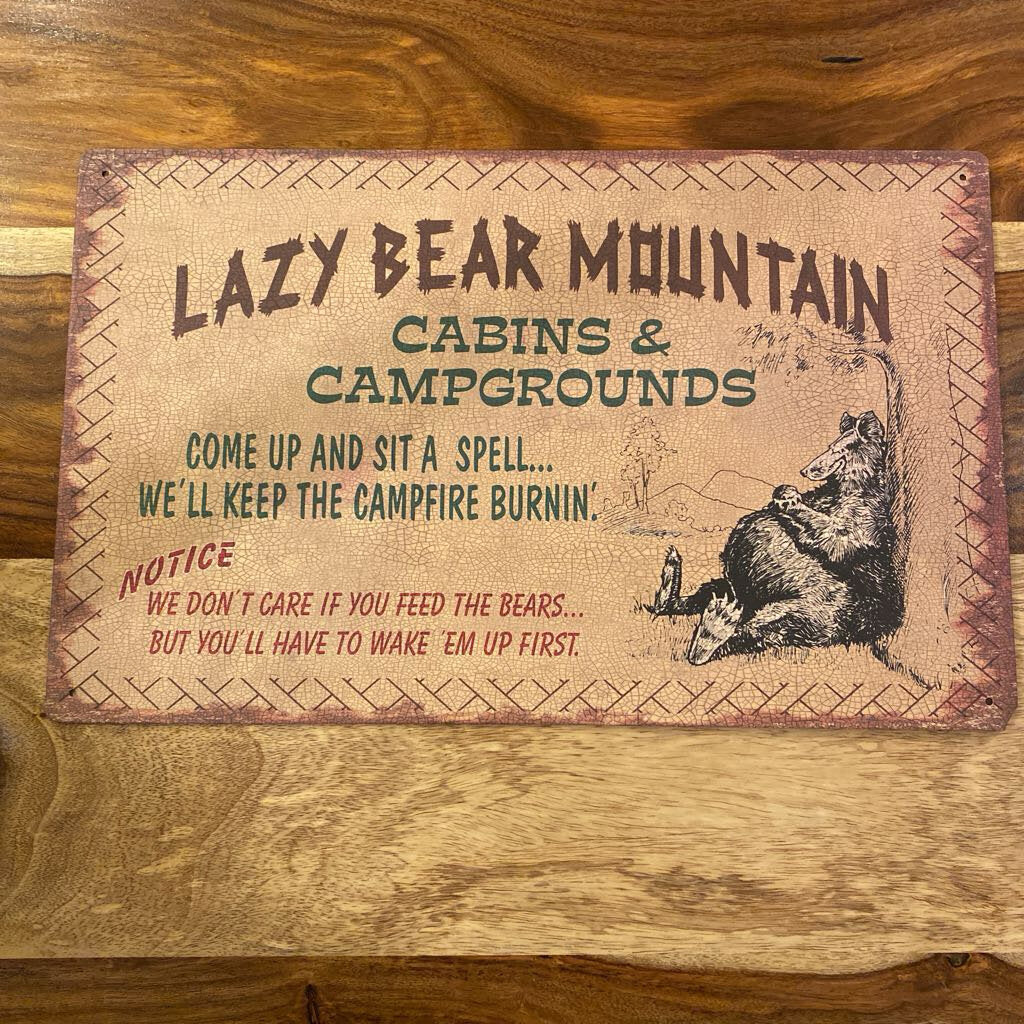 LAZY BEAR MOUNTAIN
CABINS &
CAMPGROUNDS
COME UP AND SIT A SPELL...
WE'LL KEEP THE CAMPFIRE BURNIN'.
NOTICE
WE DON'T CARE IF YOU FEED THE BEARS...
BUT YOU'LL HAVE TO WAKE 'EM UP FIRST.